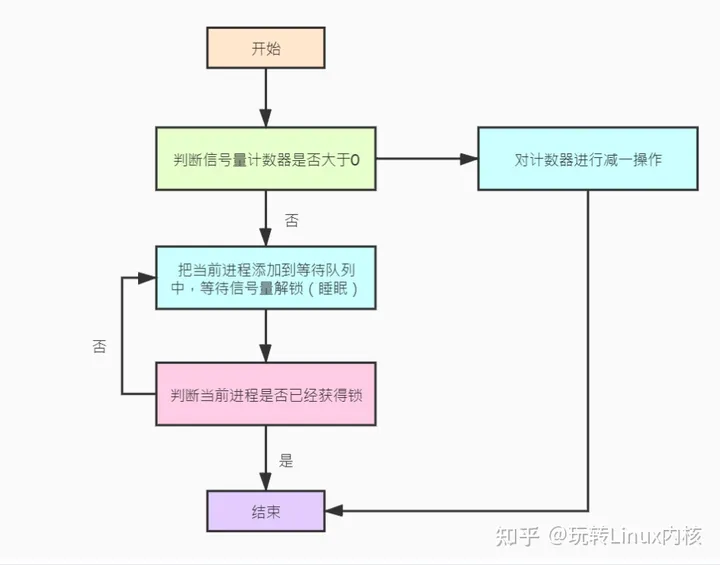 开始
判断信号量计数器是否大于0
对计数器进行减一操作
否
把当前进程添加到等待队列
中，等待信号量解锁（睡眠）
否
判断当前进程是否已经获得锁
是
结束
知乎 @玩转Linux内核